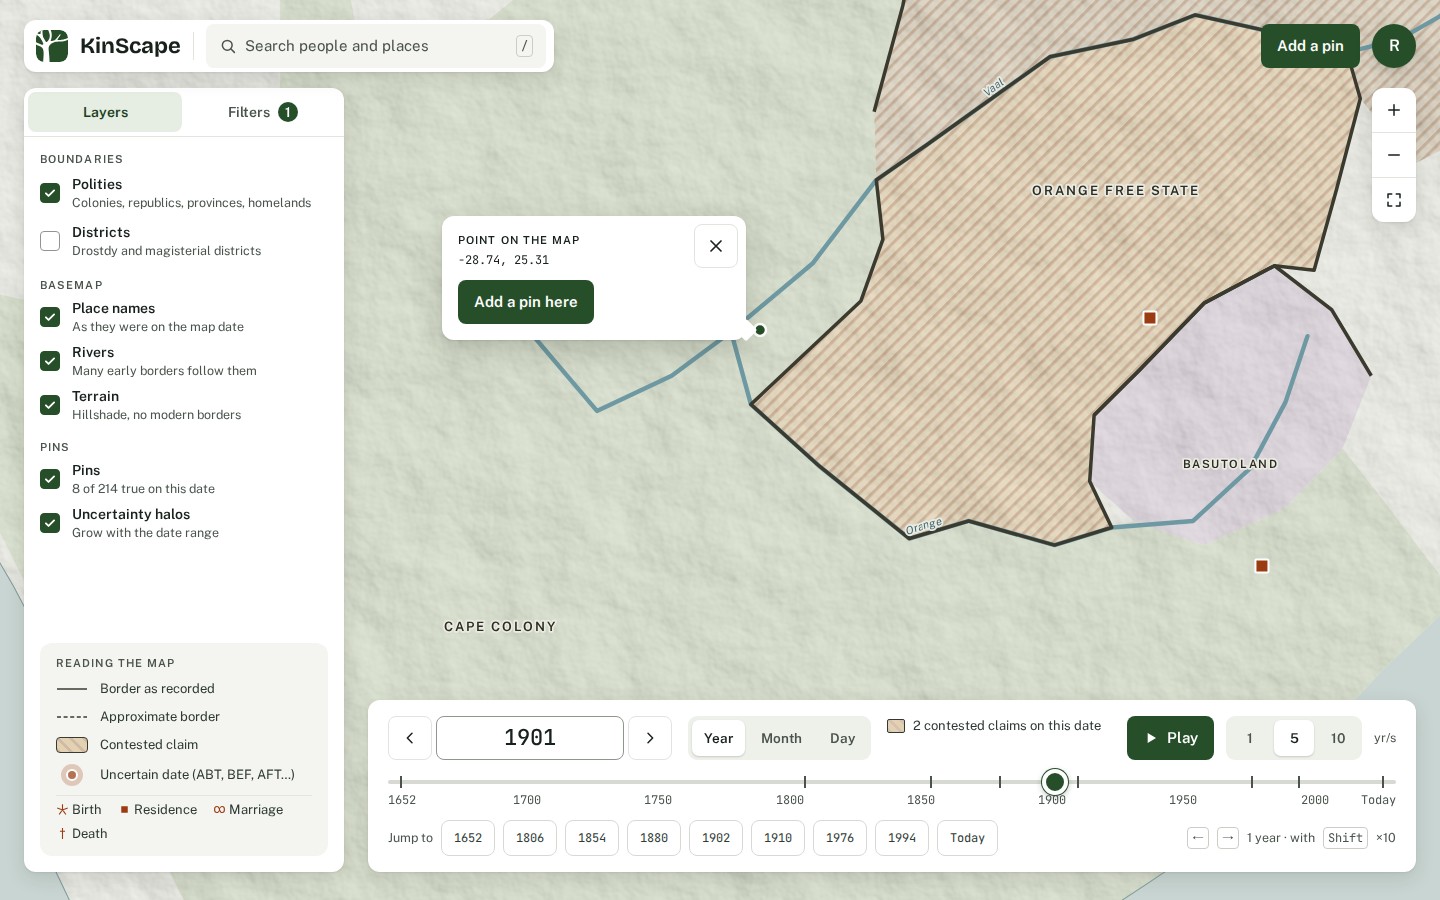 KinScape
Search people and places
/
Add a pin
R
Layers
Filters 1
BOUNDARIES
Polities
Colonies, republics, provinces, homelands
Districts
Drostdy and magisterial districts
BASEMAP
Place names
As they were on the map date
Rivers
Many early borders follow them
Terrain
Hillshade, no modern borders
PINS
Pins
8 of 214 true on this date
Uncertainty halos
Grow with the date range
READING THE MAP
Border as recorded
Approximate border
Contested claim
Uncertain date (ABT, BEF, AFT…)
Birth
Residence
Marriage
Death
Vaal
ORANGE FREE STATE
POINT ON THE MAP
-28.74, 25.31
Add a pin here
BASUTOLAND
Orange
CAPE COLONY
1901
Year
Month
Day
2 contested claims on this date
Play
1
5
10
yr/s
1652
1700
1750
1800
1850
1900
1950
2000
Today
Jump to
1652
1806
1854
1880
1902
1910
1976
1994
Today
← → 1 year · with Shift ×10